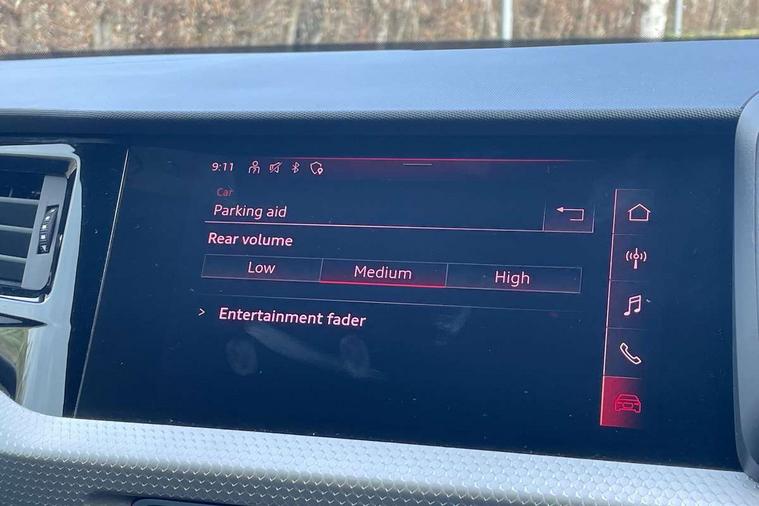 9:11
Car
Parking aid
Rear volume
Low Medium High
> Entertainment fader